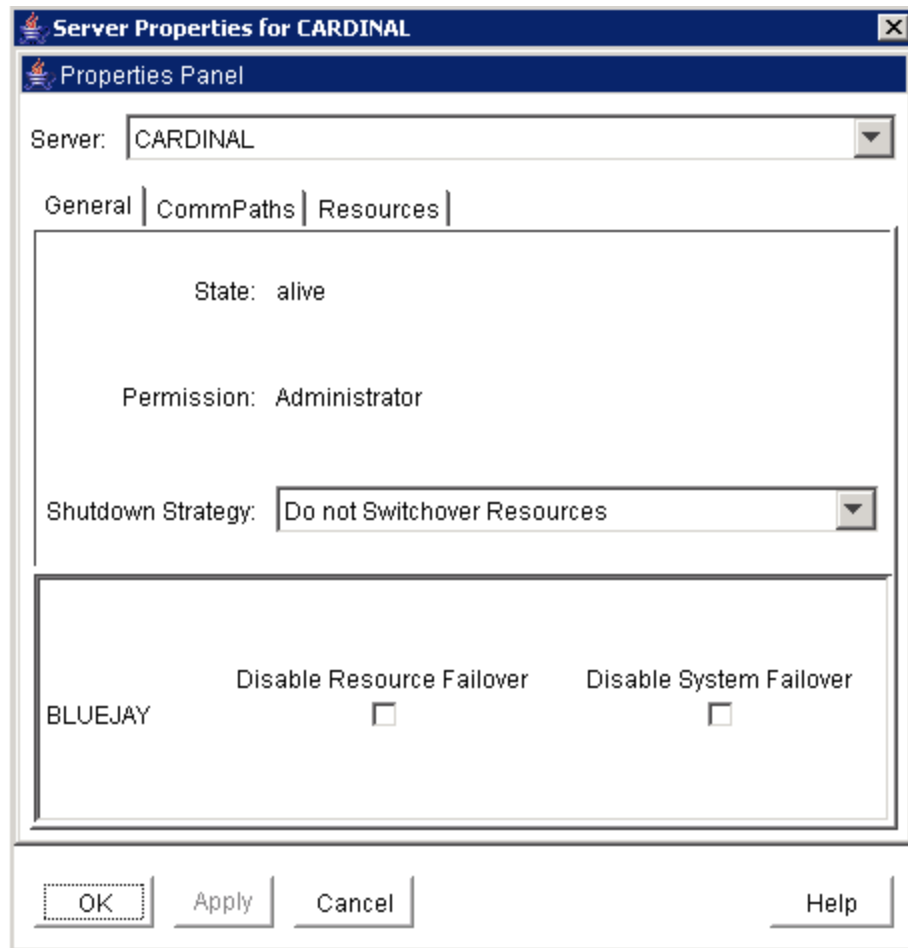 Server Properties for CARDINAL
Properties Panel
Server: CARDINAL
General CommPaths Resources
State: alive
Permission: Administrator
Shutdown Strategy: Do not Switchover Resources
Disable Resource Failover Disable System Failover
BLUEJAY
OK Apply Cancel Help